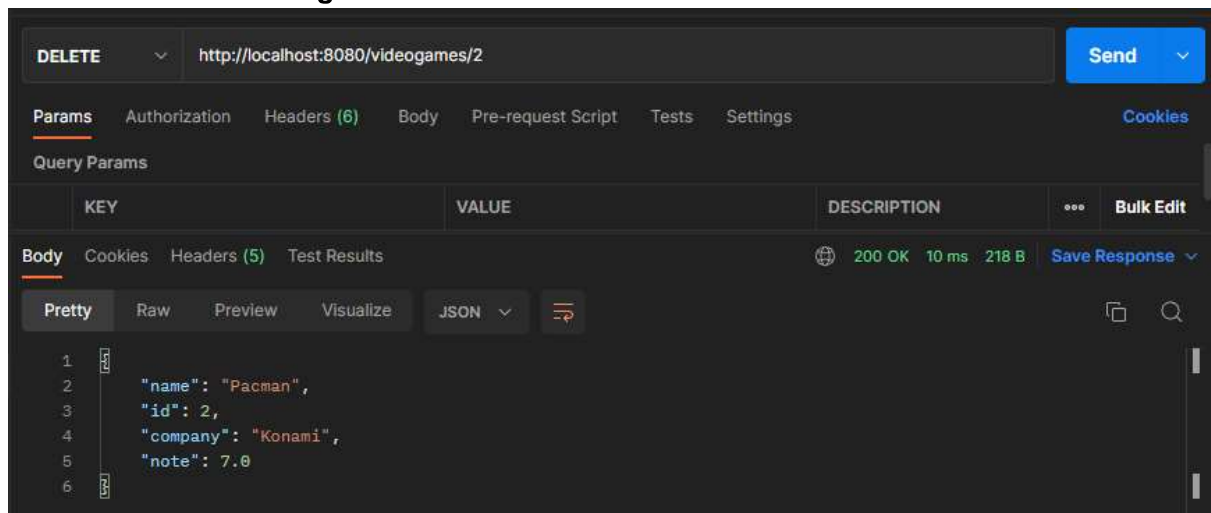 DELETE http://localhost:8080/videogames/2 Send
Params Authorization Headers (6) Body Pre-request Script Tests Settings Cookies
Query Params
KEY VALUE DESCRIPTION ooo Bulk Edit
Body Cookies Headers (5) Test Results 200 OK 10 ms 218 B Save Response
Pretty Raw Preview Visualize JSON
1 {
2 "name": "Pacman",
3 "id": 2,
4 "company": "Konami",
5 "note": 7.0
6 }